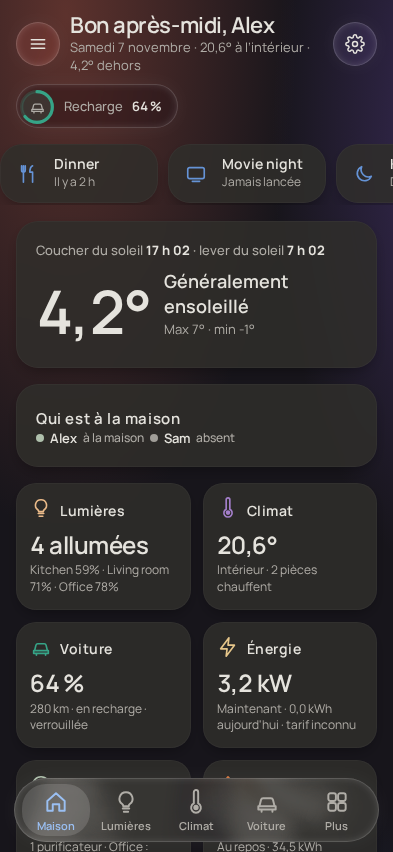 Bon après-midi, Alex
Samedi 7 novembre · 20,6° à l'intérieur ·
4,2° dehors
Recharge 64 %
Dinner
Il y a 2 h
Movie night
Jamais lancée
Coucher du soleil 17 h 02 · lever du soleil 7 h 02
4,2°
Généralement
ensoleillé
Max 7° · min -1°
Qui est à la maison
Alex à la maison Sam absent
Lumières
4 allumées
Kitchen 59% · Living room
71% · Office 78%
Climat
20,6°
Intérieur · 2 pièces
chauffent
Voiture
64 %
280 km · en recharge ·
verrouillée
Énergie
3,2 kW
Maintenant · 0,0 kWh
aujourd'hui · tarif inconnu
Maison
Lumières
Climat
Voiture
Plus
1 purificateur · Office :
Au repos · 34,5 kWh